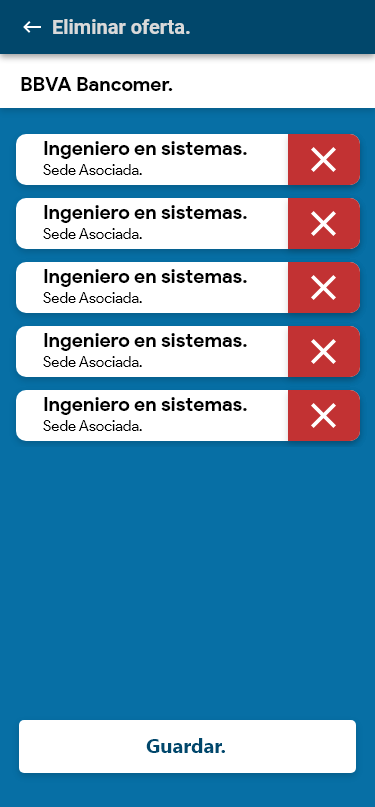 Eliminar oferta.
BBVA Bancomer.
Ingeniero en sistemas.
Sede Asociada.
Ingeniero en sistemas.
Sede Asociada.
Ingeniero en sistemas.
Sede Asociada.
Ingeniero en sistemas.
Sede Asociada.
Ingeniero en sistemas.
Sede Asociada.
Guardar.